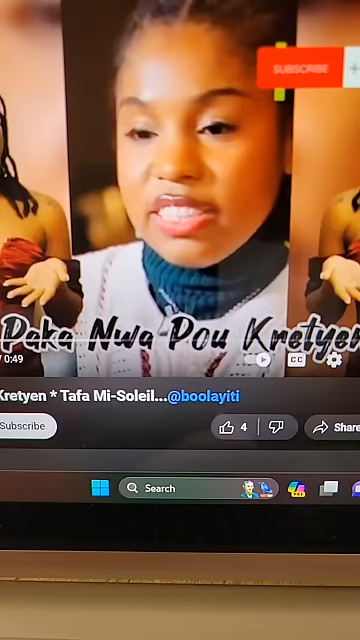 SUBSCRIBE
Paka Nwa Pou Kretyen
/ 0:49
CC
Kretyen * Tafa Mi-Soleil...@boolayiti
Subscribe
4
Share
Search